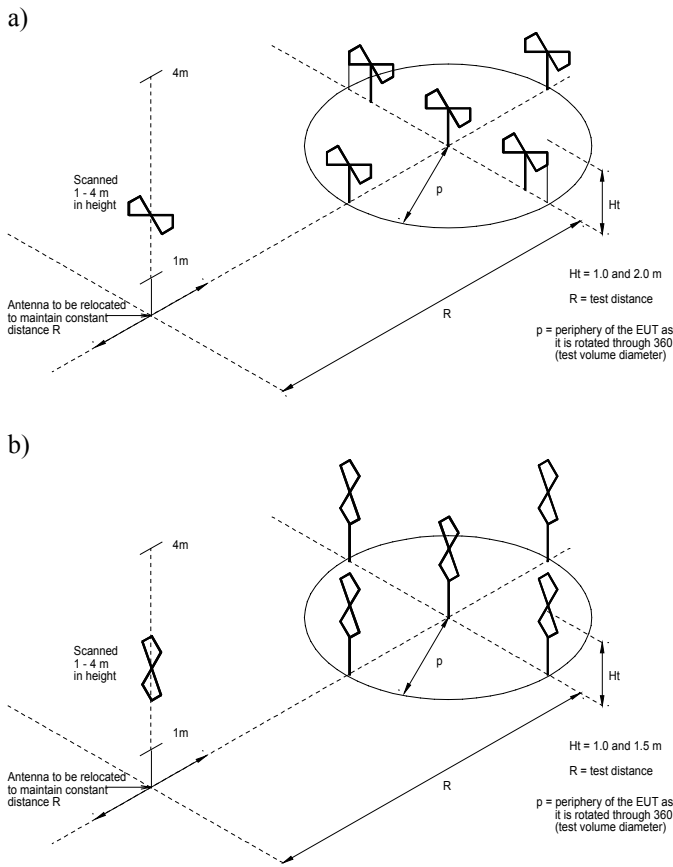 a)
4m
Scanned
1 - 4 m
in height
1m
Antenna to be relocated
to maintain constant
distance R
p
Ht
R
Ht = 1.0 and 2.0 m
R = test distance
p = periphery of the EUT as
it is rotated through 360
(test volume diameter)
b)
4m
Scanned
1 - 4 m
in height
1m
Antenna to be relocated
to maintain constant
distance R
p
Ht
R
Ht = 1.0 and 1.5 m
R = test distance
p = periphery of the EUT as
it is rotated through 360
(test volume diameter)